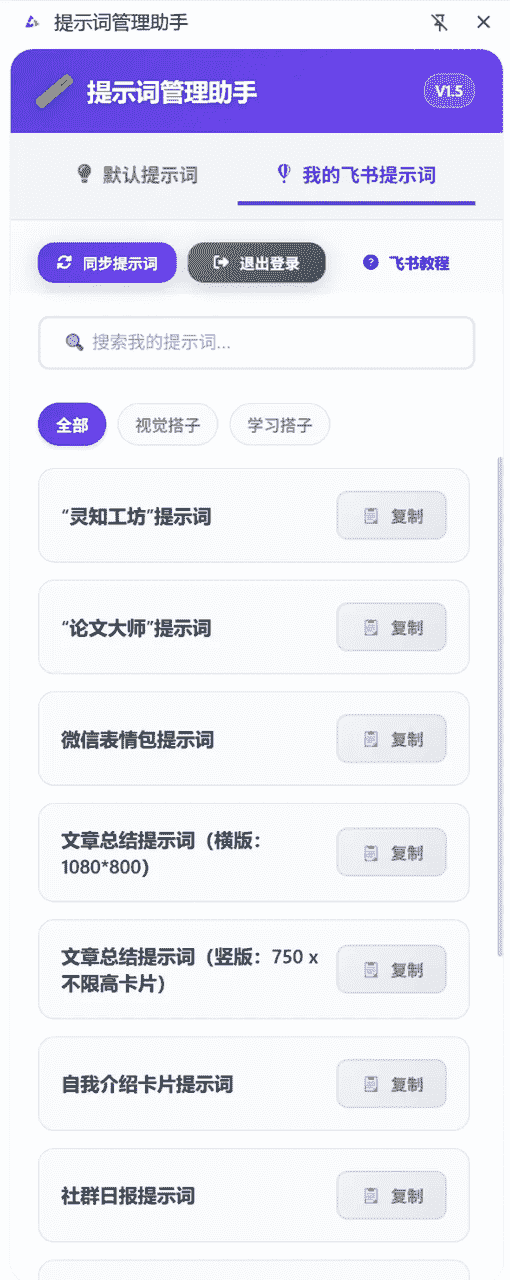 提示词管理助手
提示词管理助手
V1.5
默认提示词
我的飞书提示词
同步提示词
退出登录
飞书教程
搜索我的提示词...
全部
视觉搭子
学习搭子
“灵知工坊”提示词
复制
“论文大师”提示词
复制
微信表情包提示词
复制
文章总结提示词（横版：
1080*800）
复制
文章总结提示词（竖版：750 x
不限高卡片）
复制
自我介绍卡片提示词
复制
社群日报提示词
复制